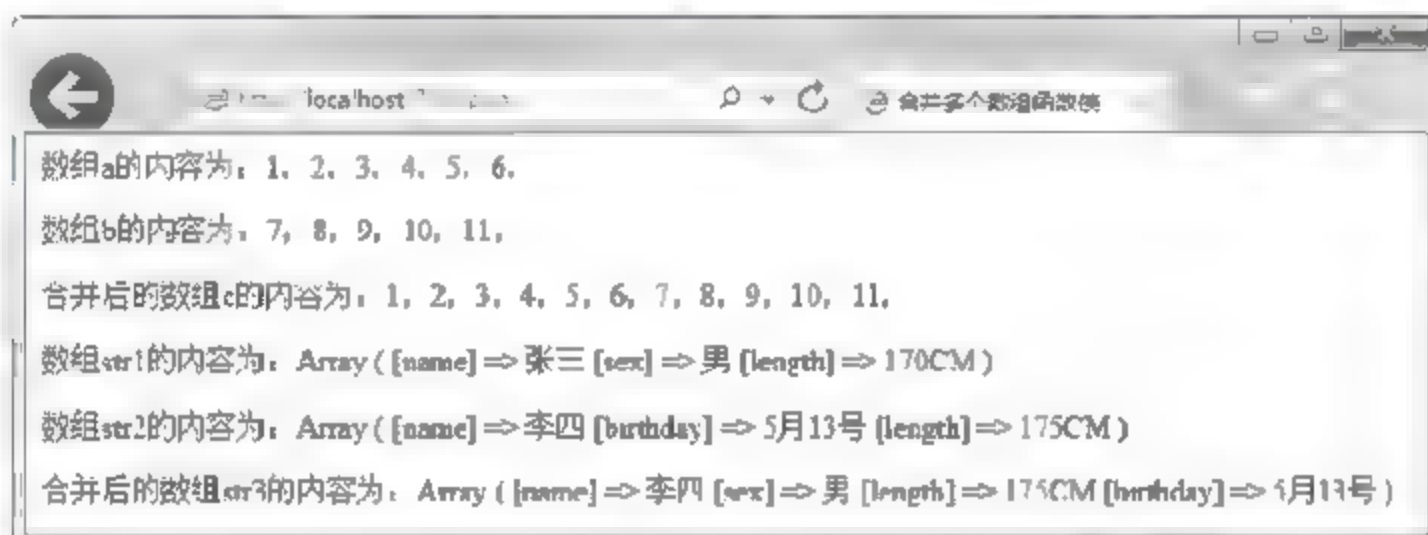 localhost 合并多个数组函数使
数组a的内容为：1，2，3，4，5，6，
数组b的内容为：7，8，9，10，11，
合并后的数组c的内容为：1，2，3，4，5，6，7，8，9，10，11，
数组str1的内容为：Array ( [name] => 张三 [sex] => 男 [length] => 170CM )
数组str2的内容为：Array ( [name] => 李四 [birthday] => 5月13号 [length] => 175CM )
合并后的数组str3的内容为：Array ( [name] => 李四 [sex] => 男 [length] => 175CM [birthday] => 5月13号 )